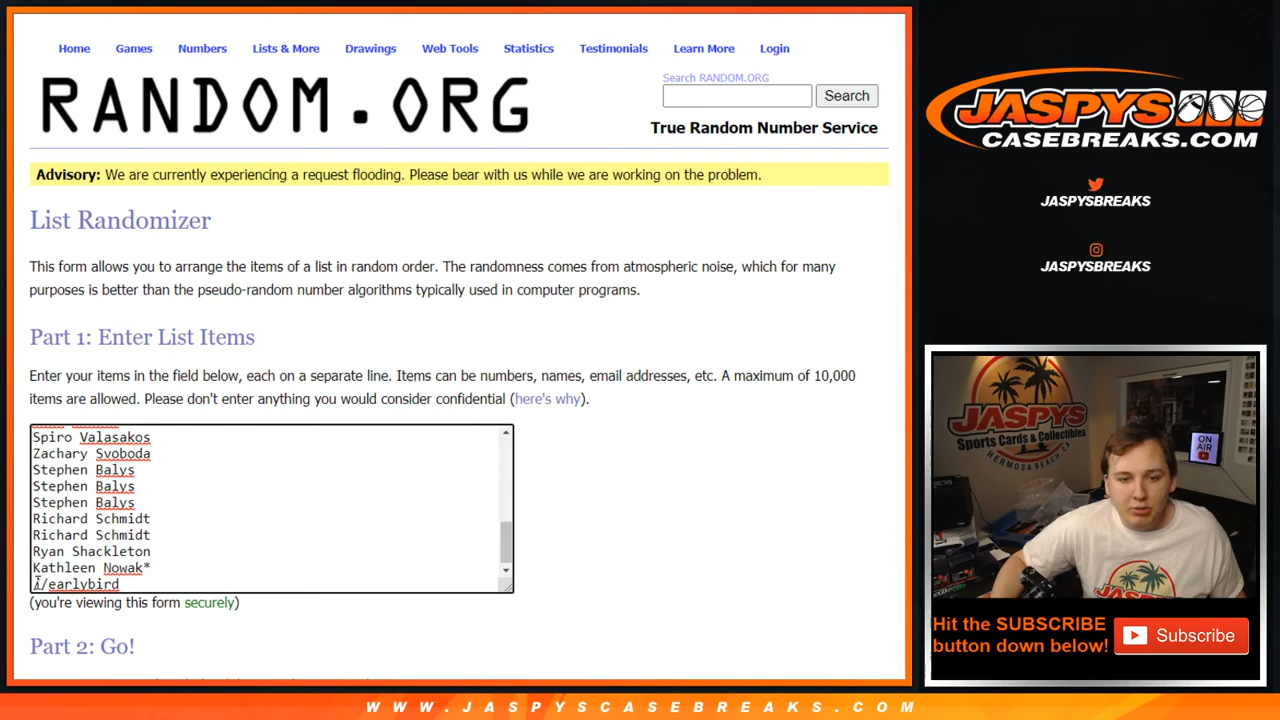 Home Games Numbers Lists & More Drawings Web Tools Statistics Testimonials Learn More Login
RANDOM.ORG
Search RANDOM.ORG
Search
True Random Number Service
Advisory: We are currently experiencing a request flooding. Please bear with us while we are working on the problem.
List Randomizer
This form allows you to arrange the items of a list in random order. The randomness comes from atmospheric noise, which for many
purposes is better than the pseudo-random number algorithms typically used in computer programs.
Part 1: Enter List Items
Enter your items in the field below, each on a separate line. Items can be numbers, names, email addresses, etc. A maximum of 10,000
items are allowed. Please don't enter anything you would consider confidential (here's why).
Spiro Valasakos
Zachary Svoboda
Stephen Balys
Stephen Balys
Stephen Balys
Richard Schmidt
Richard Schmidt
Ryan Shackleton
Kathleen Nowak*
//earlybird
(you're viewing this form securely)
Part 2: Go!
JASPYS
CASEBREAKS.COM
JASPYSBREAKS
JASPYSBREAKS
JASPYS
Sports Cards & Collectibles
HERMOSA BEACH, CA
ON
AIR
JASPYS
Hit the SUBSCRIBE
button down below!
Subscribe
WWW.JASPYSCASEBREAKS.COM